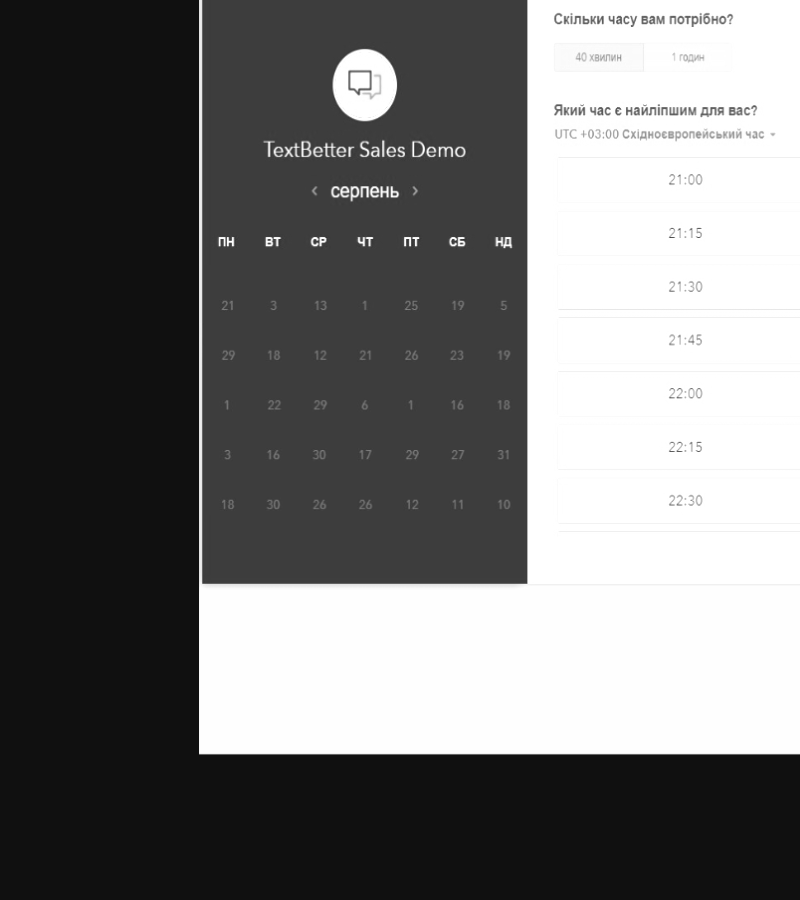 TextBetter Sales Demo
‹ серпень ›
ПН ВТ СР ЧТ ПТ СБ НД
21 3 13 1 25 19 5
29 18 12 21 26 23 19
1 22 29 6 1 16 18
3 16 30 17 29 27 31
18 30 26 26 12 11 10
Скільки часу вам потрібно?
40 хвилин 1 годин
Який час є найліпшим для вас?
UTC +03:00 Східноєвропейський час
21:00
21:15
21:30
21:45
22:00
22:15
22:30